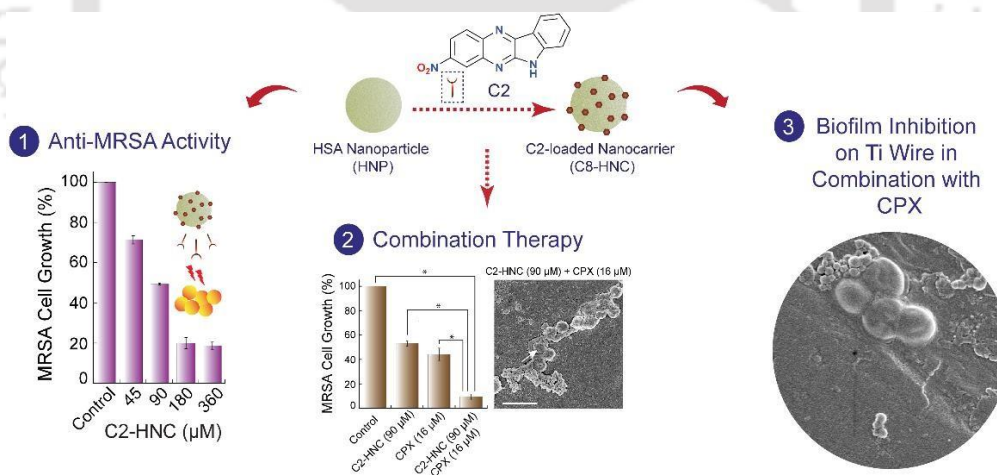 N
N
N
H
O₂N
C2
HSA Nanoparticle
(HNP)
C2-loaded Nanocarrier
(C8-HNC)
1 Anti-MRSA Activity
MRSA Cell Growth (%)
100
80
60
40
20
0
Control
45
90
180
360
C2-HNC (µM)
2 Combination Therapy
MRSA Cell Growth (%)
100
80
60
40
20
0
*
*
*
Control
C2-HNC (90 µM)
CPX (16 µM)
C2-HNC (90 µM)
CPX (16 µM)
C2-HNC (90 µM) + CPX (16 µM)
3 Biofilm Inhibition
on Ti Wire in
Combination with
CPX